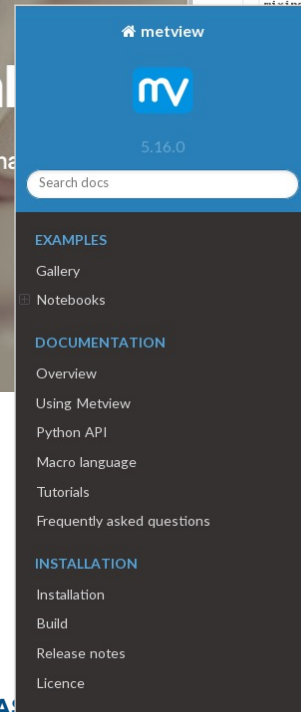 metview
mv
5.16.0
Search docs
EXAMPLES
Gallery
Notebooks
DOCUMENTATION
Overview
Using Metview
Python API
Macro language
Tutorials
Frequently asked questions
INSTALLATION
Installation
Build
Release notes
Licence